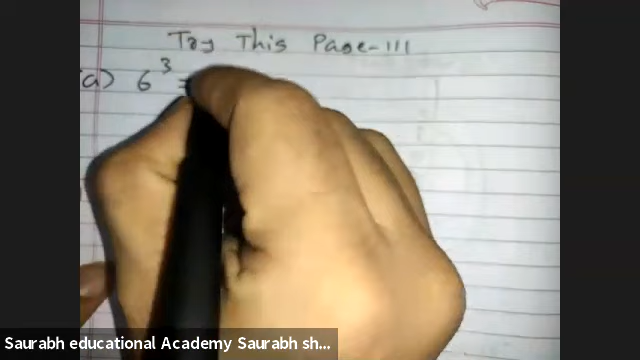 Try This Page-111
(a) 6³ =
Saurabh educational Academy Saurabh sh...